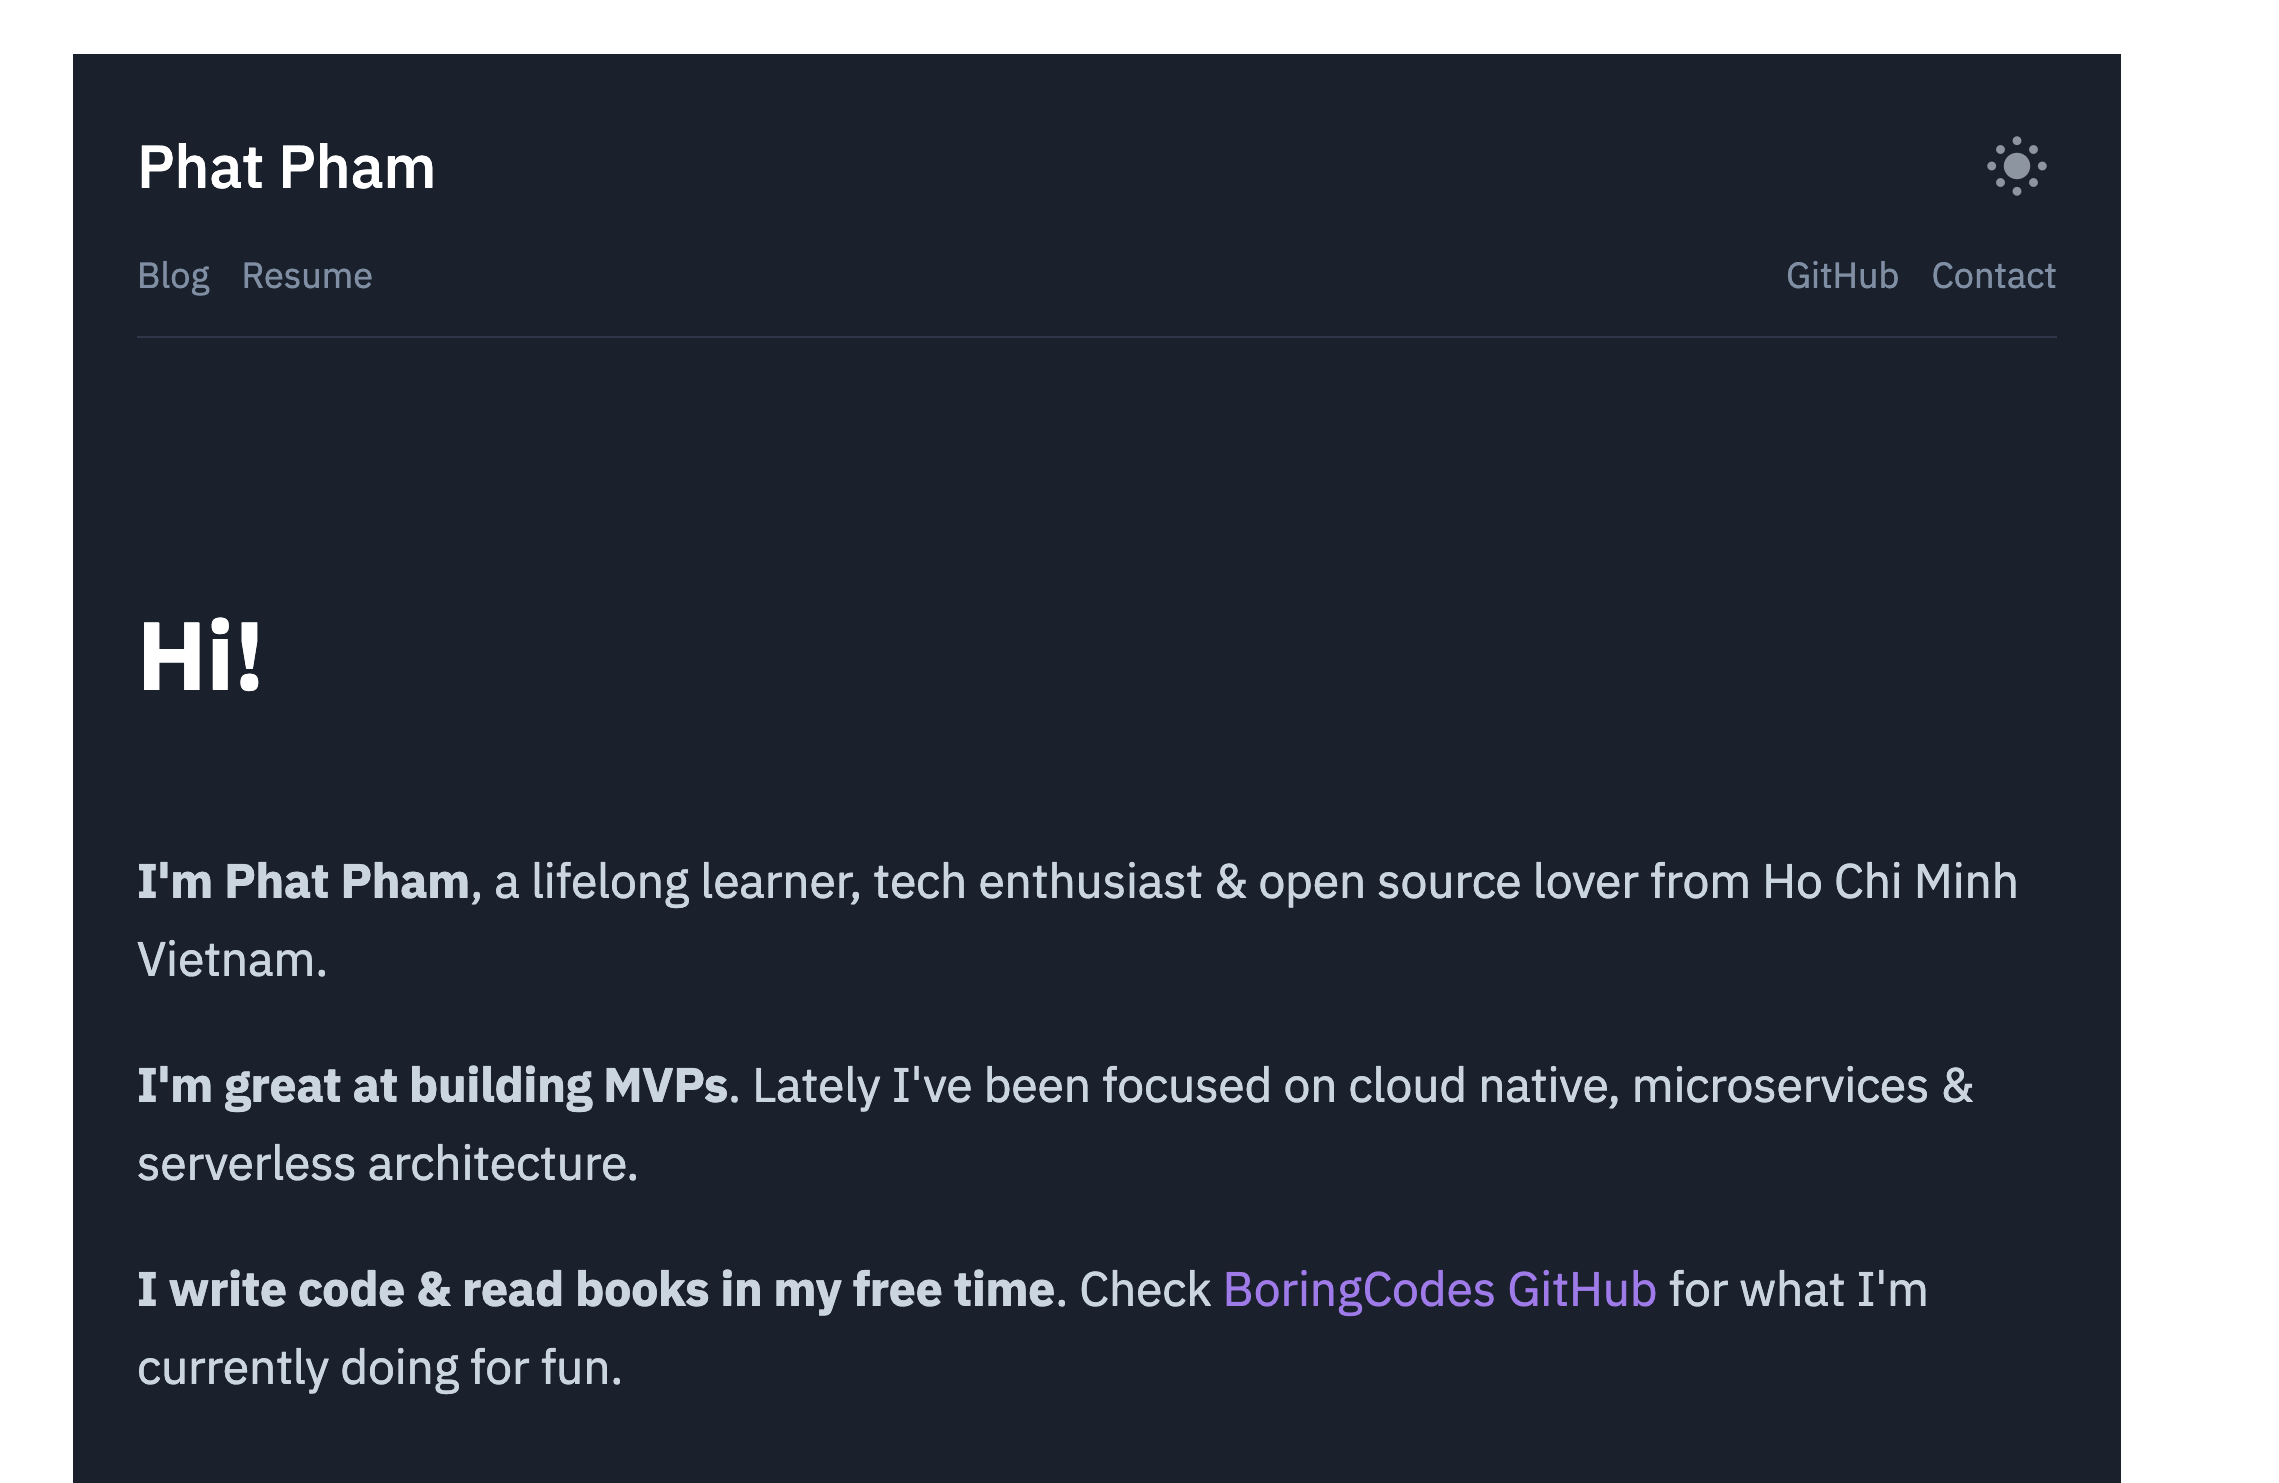 Phat Pham
Blog Resume GitHub Contact
Hi!
I'm Phat Pham, a lifelong learner, tech enthusiast & open source lover from Ho Chi Minh
Vietnam.
I'm great at building MVPs. Lately I've been focused on cloud native, microservices &
serverless architecture.
I write code & read books in my free time. Check BoringCodes GitHub for what I'm
currently doing for fun.